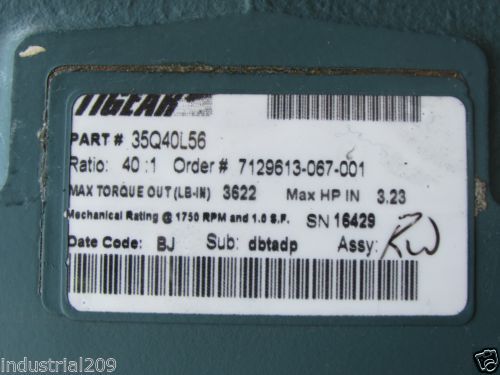 TIGEAR
PART # 35Q40L56
Ratio: 40 :1 Order # 7129613-067-001
MAX TORQUE OUT (LB-IN) 3622 Max HP IN 3.23
Mechanical Rating @ 1750 RPM and 1.0 S.F. SN 16429
Date Code: BJ Sub: dbtadp Assy: RW
industrial209